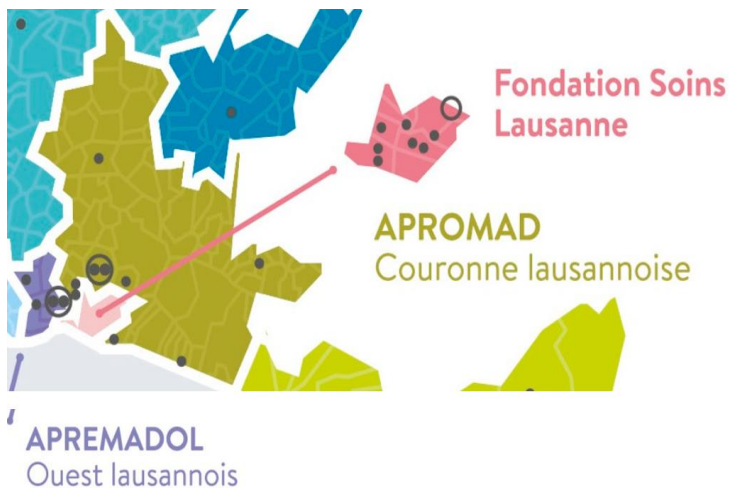 Fondation Soins
Lausanne
APROMAD
Couronne lausannoise
APREMADOL
Ouest lausannois